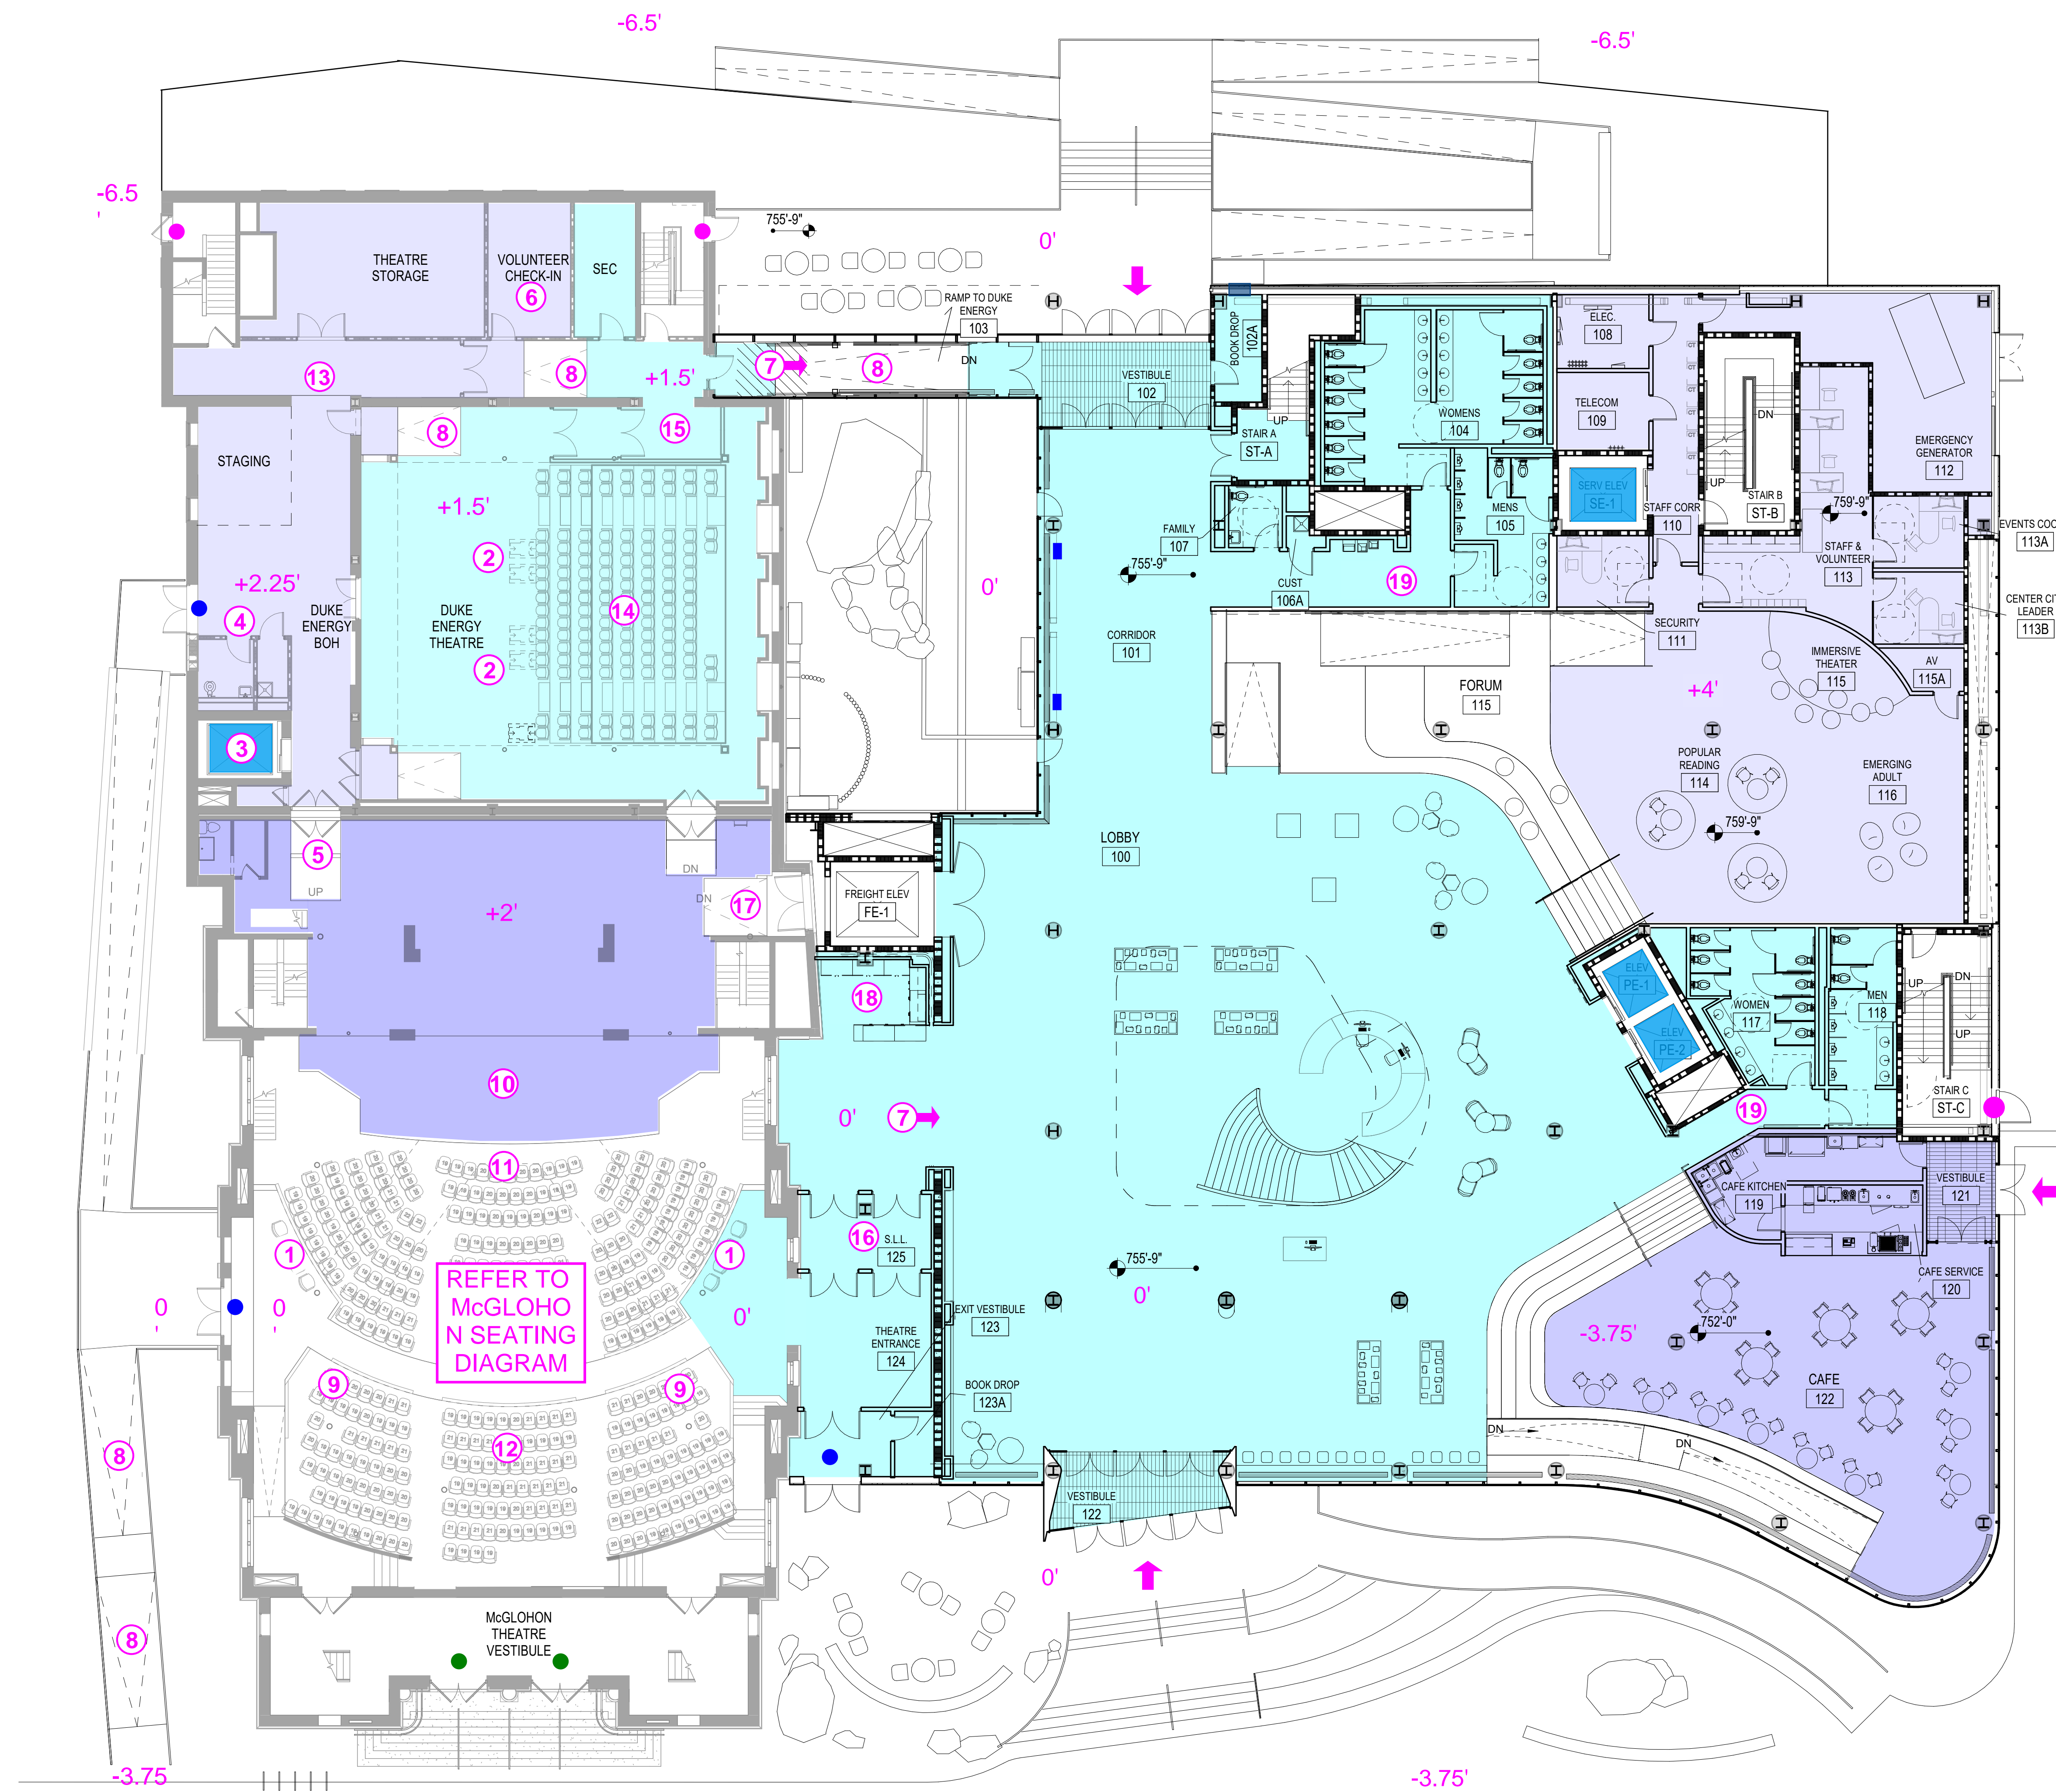 -6.5'
-6.5'
-6.5
'
755'-9"
0'
THEATRE
STORAGE
VOLUNTEER
CHECK-IN
6
SEC
RAMP TO DUKE
ENERGY
103
BOOK DROP
102A
ELEC.
108
13
8
+1.5'
7
8
DN
VESTIBULE
102
WOMENS
104
TELECOM
109
DN
UP
STAIR A
ST-A
8
15
STAGING
EMERGENCY
GENERATOR
112
SERV ELEV
SE-1
UP
STAIR B
ST-B
759'-9"
+1.5'
MENS
105
STAFF CORR
110
FAMILY
107
EVENTS COO
113A
2
755'-9"
STAFF &
VOLUNTEER
113
+2.25'
0'
CUST
106A
19
DUKE
ENERGY
BOH
DUKE
ENERGY
THEATRE
14
4
CENTER CIT
LEADER
113B
SECURITY
111
CORRIDOR
101
2
IMMERSIVE
THEATER
115
AV
115A
FORUM
115
+4'
3
POPULAR
READING
114
EMERGING
ADULT
116
759'-9"
LOBBY
100
5
UP
DN
DN
17
FREIGHT ELEV
FE-1
+2'
18
ELEV
PE-1
ELEV
PE-2
WOMEN
117
MEN
118
UP
DN
UP
10
STAIR C
ST-C
0'
7
19
11
CAFE KITCHEN
119
VESTIBULE
121
1
1
16
S.L.L.
125
REFER TO
McGLOHO
N SEATING
DIAGRAM
755'-9"
CAFE SERVICE
120
0
'
0
'
0'
0'
EXIT VESTIBULE
123
THEATRE
ENTRANCE
124
-3.75'
752'-0"
9
9
BOOK DROP
123A
CAFE
122
12
8
DN
DN
VESTIBULE
122
0'
8
McGLOHON
THEATRE
VESTIBULE
-3.75
-3.75'